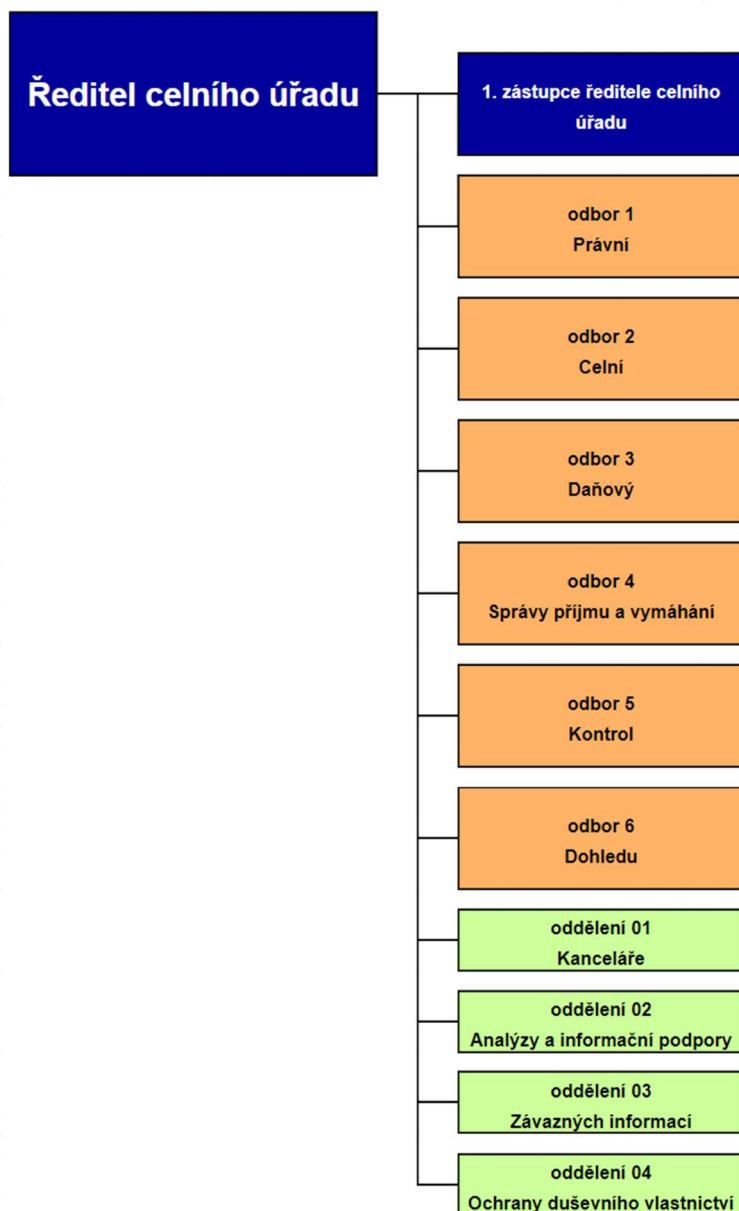 Ředitel celního úřadu
1. zástupce ředitele celního
úřadu
odbor 1
Právní
odbor 2
Celní
odbor 3
Daňový
odbor 4
Správy příjmu a vymáhání
odbor 5
Kontrol
odbor 6
Dohledu
oddělení 01
Kanceláře
oddělení 02
Analýzy a informační podpory
oddělení 03
Závazných informací
oddělení 04
Ochrany duševního vlastnictví